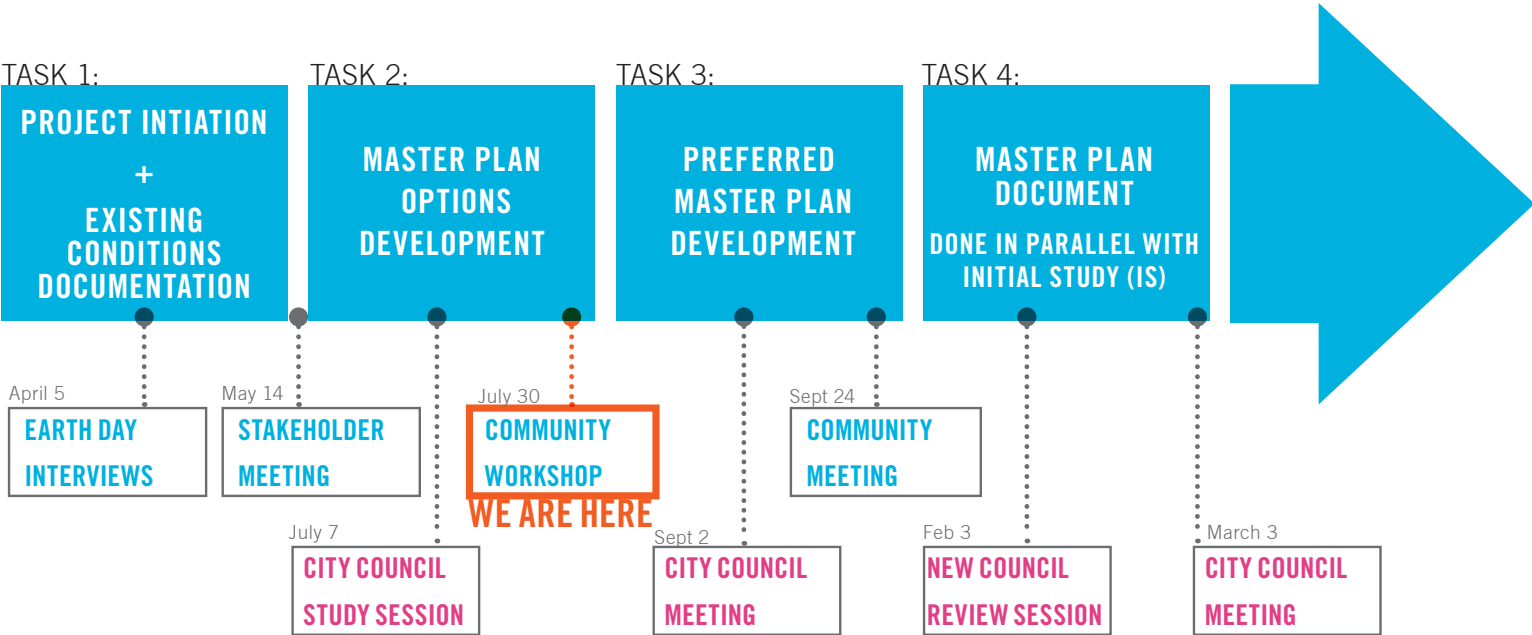 TASK 1:
PROJECT INTIATION
+
EXISTING
CONDITIONS
DOCUMENTATION
TASK 2:
MASTER PLAN
OPTIONS
DEVELOPMENT
TASK 3:
PREFERRED
MASTER PLAN
DEVELOPMENT
TASK 4:
MASTER PLAN
DOCUMENT
DONE IN PARALLEL WITH
INITIAL STUDY (IS)
April 5
EARTH DAY
INTERVIEWS
May 14
STAKEHOLDER
MEETING
July 30
COMMUNITY
WORKSHOP
WE ARE HERE
Sept 24
COMMUNITY
MEETING
July 7
CITY COUNCIL
STUDY SESSION
Sept 2
CITY COUNCIL
MEETING
Feb 3
NEW COUNCIL
REVIEW SESSION
March 3
CITY COUNCIL
MEETING